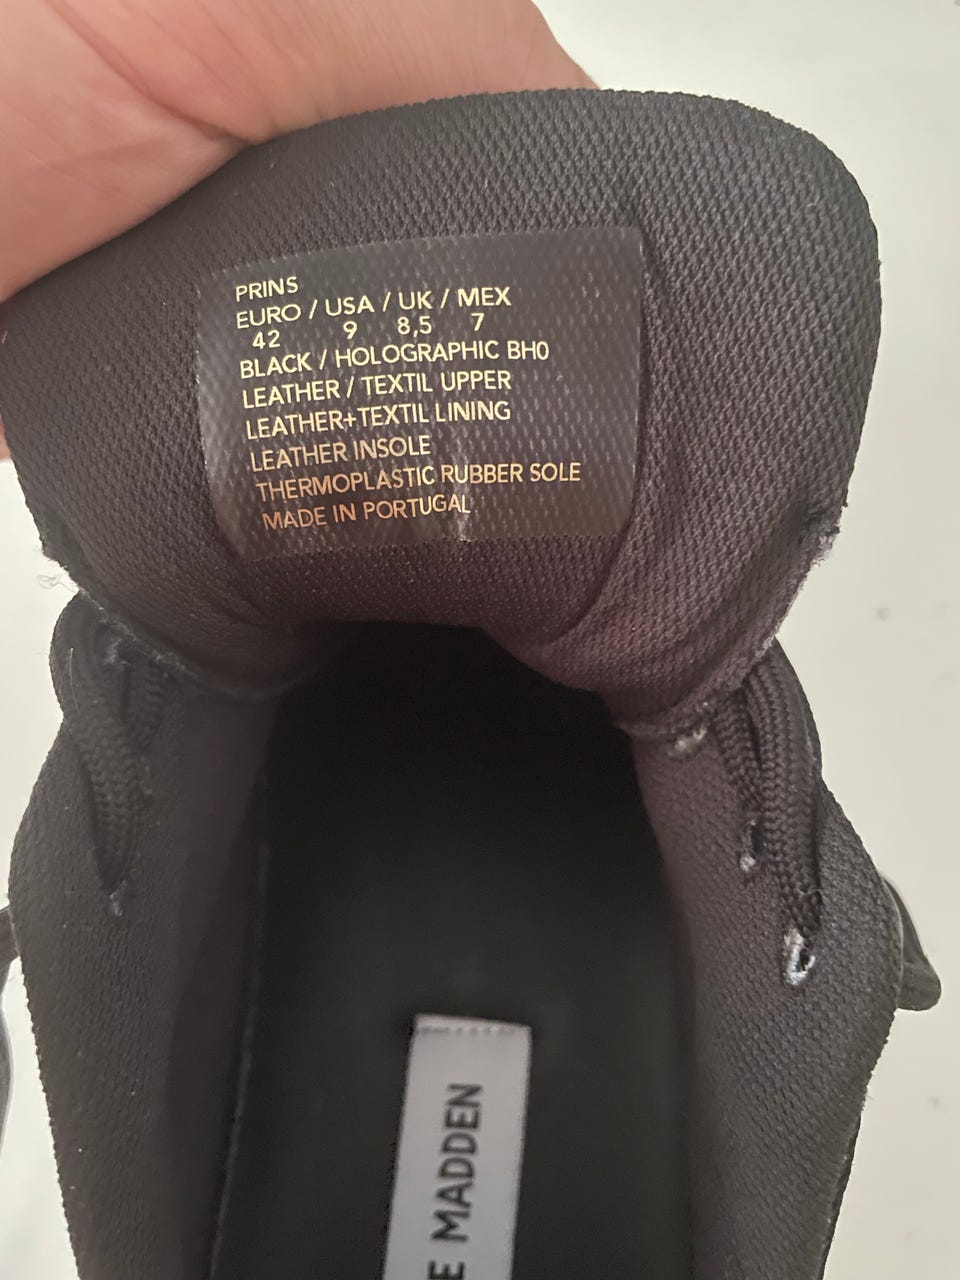 PRINS
EURO / USA / UK / MEX
42 9 8,5 7
BLACK / HOLOGRAPHIC BH0
LEATHER / TEXTIL UPPER
LEATHER+TEXTIL LINING
LEATHER INSOLE
THERMOPLASTIC RUBBER SOLE
MADE IN PORTUGAL
E MADDEN